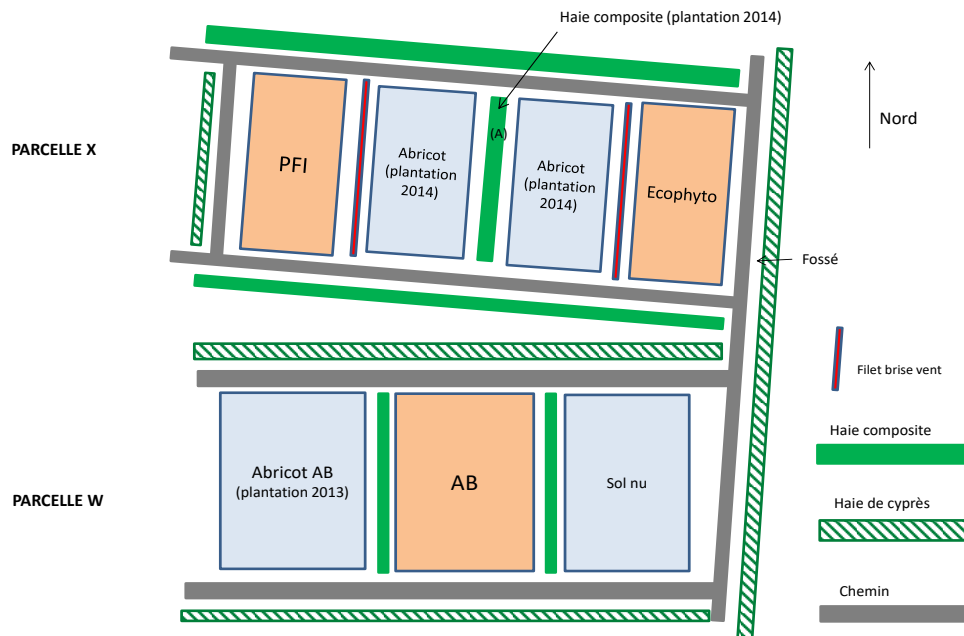 Haie composite (plantation 2014)
Nord
PARCELLE X
PFI
Abricot
(plantation
2014)
(A)
Abricot
(plantation
2014)
Ecophyto
Fossé
Filet brise vent
Haie composite
PARCELLE W
Abricot AB
(plantation 2013)
AB
Sol nu
Haie de cyprès
Chemin